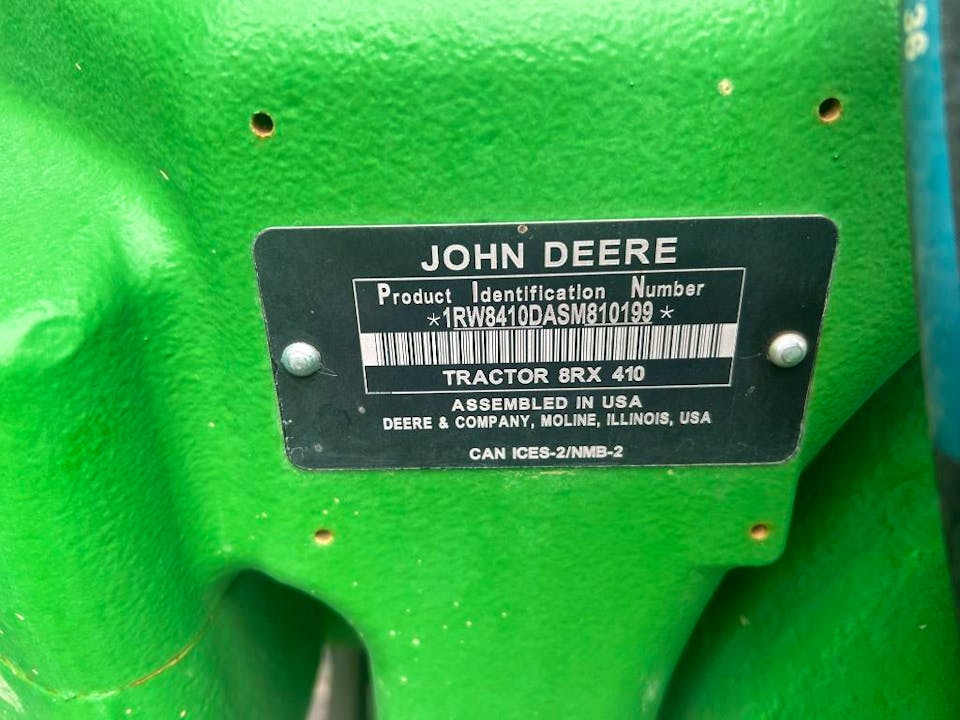 38
JOHN DEERE
Product Identification Number
*1RW8410DASM810199*
TRACTOR 8RX 410
ASSEMBLED IN USA
DEERE & COMPANY, MOLINE, ILLINOIS, USA
CAN ICES-2/NMB-2